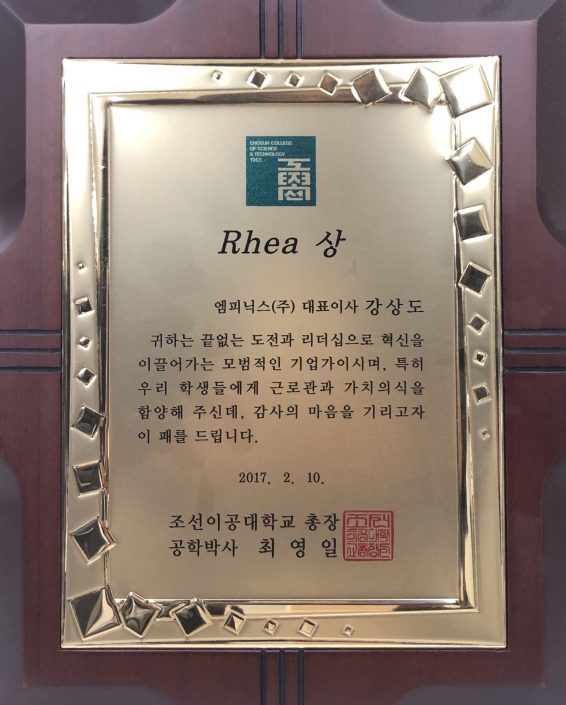 CHOSUN COLLEGE
OF SCIENCE
& TECHNOLOGY
1963
조선
Rhea 상
엠피닉스(주) 대표이사 강상도
귀하는 끝없는 도전과 리더십으로 혁신을
이끌어가는 모범적인 기업가이시며, 특히
우리 학생들에게 근로관과 가치의식을
함양해 주신데, 감사의 마음을 기리고자
이 패를 드립니다.
2017. 2. 10.
조선이공대학교 총장
공학박사 최영일